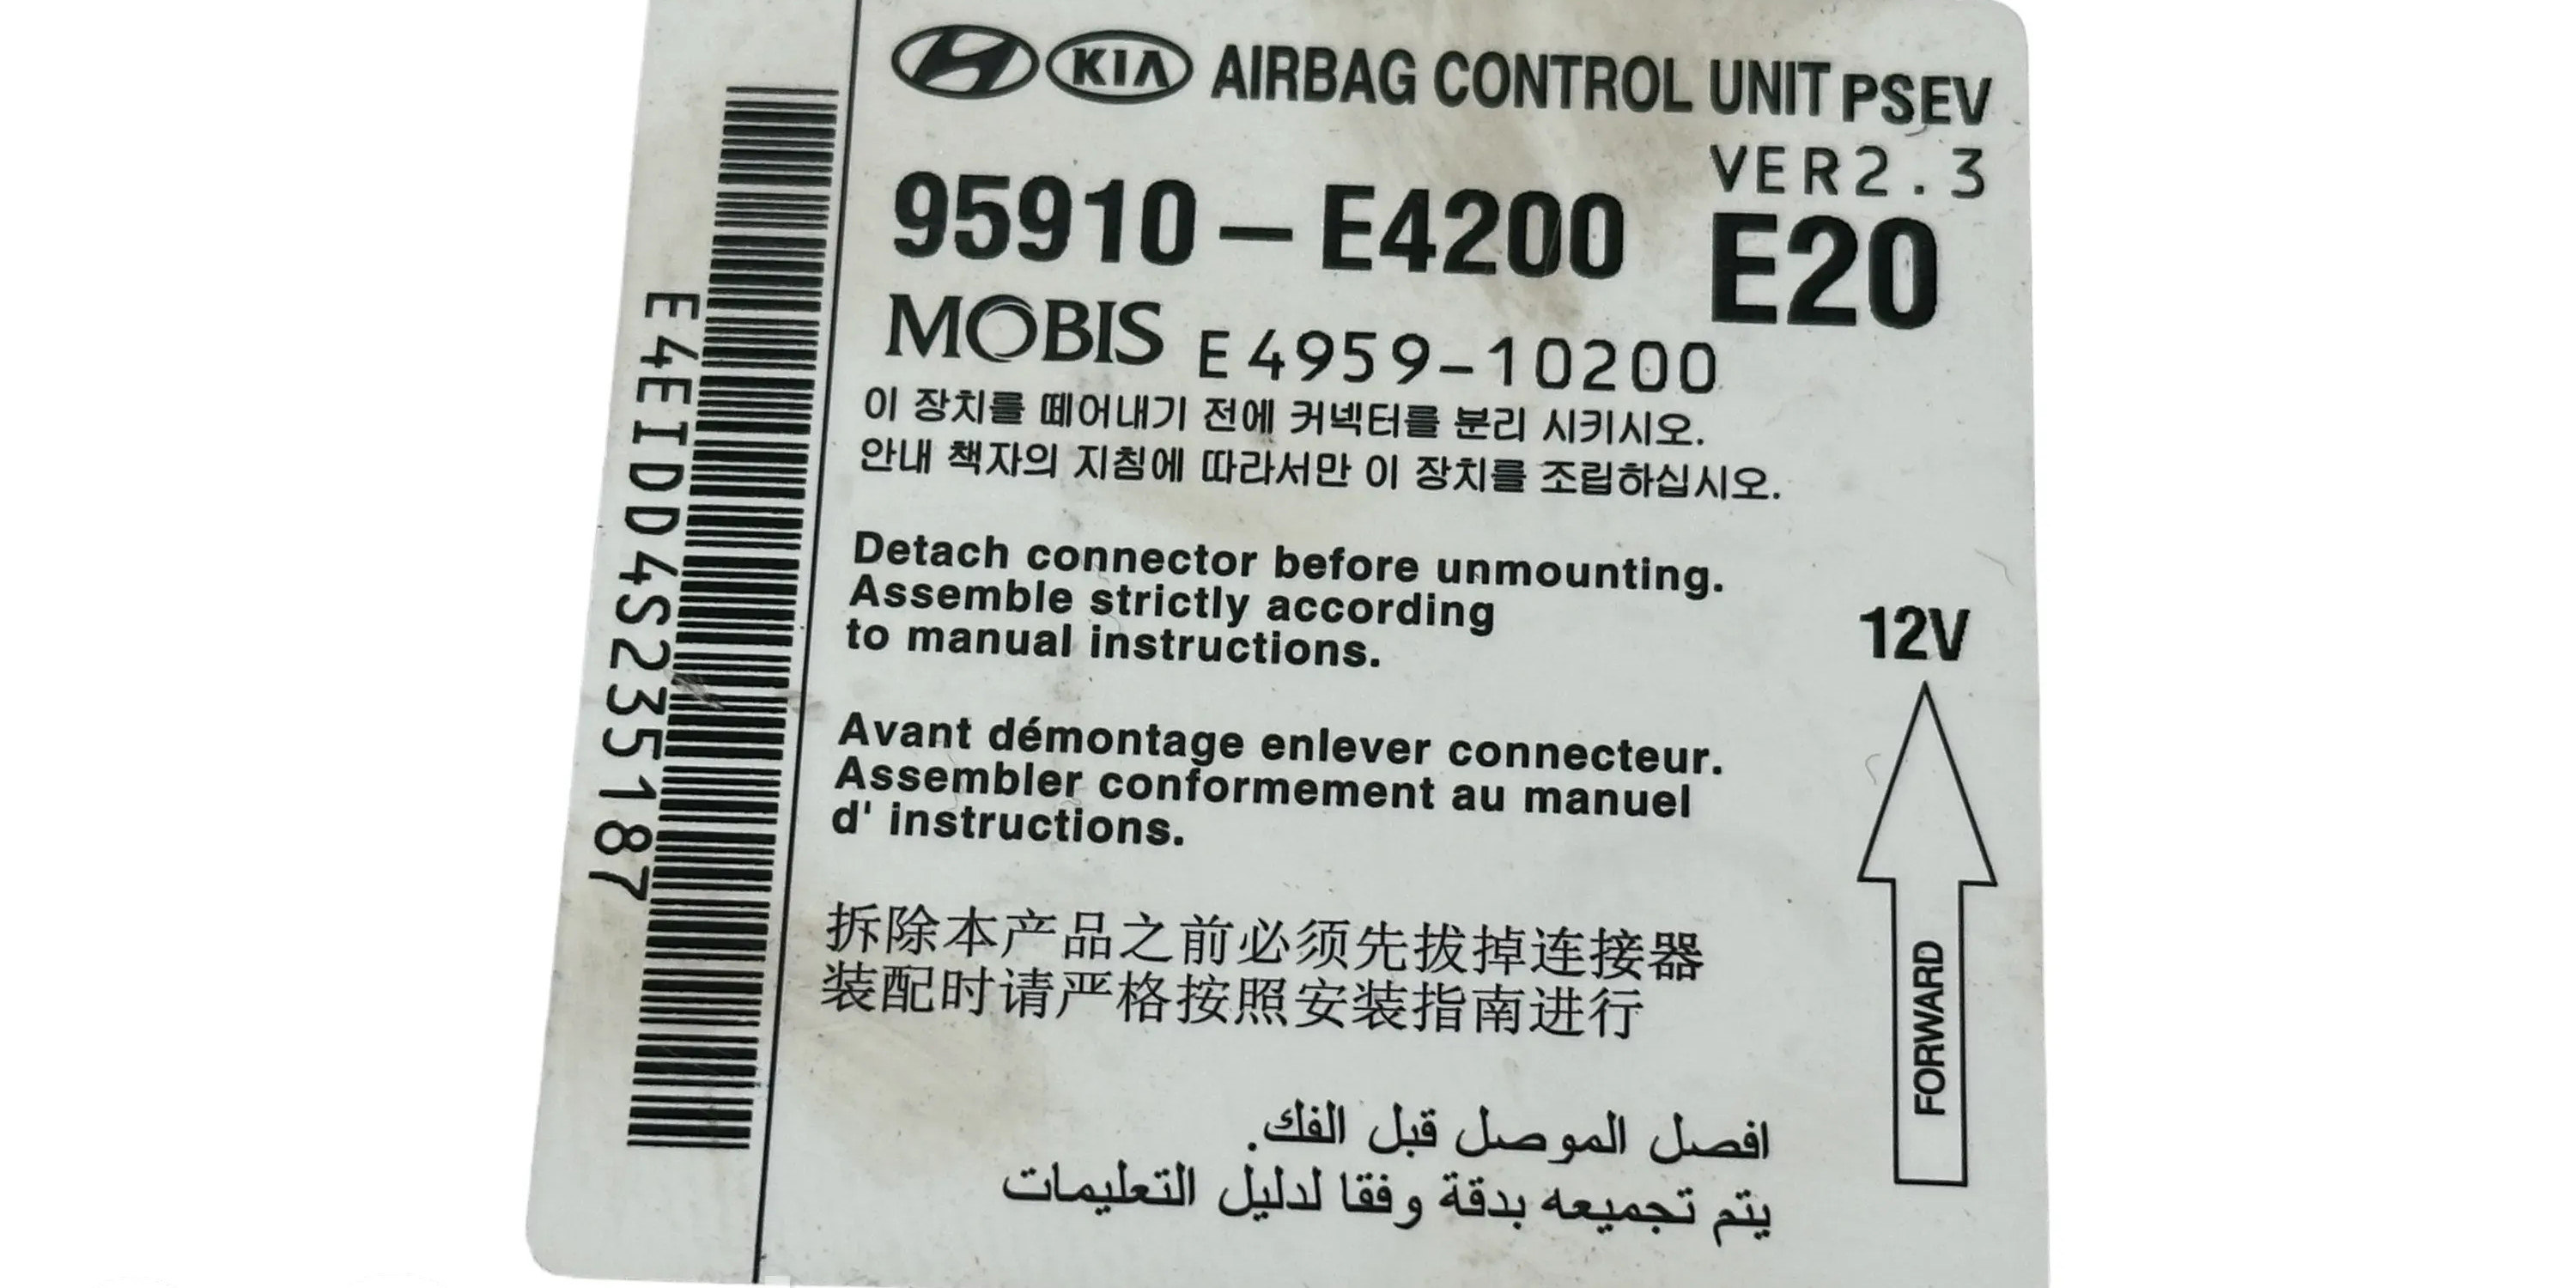 KIA AIRBAG CONTROL UNIT PSEV
VER2.3
95910-E4200 E20
MOBIS E4959-10200
이 장치를 떼어내기 전에 커넥터를 분리 시키시오.
안내 책자의 지침에 따라서만 이 장치를 조립하십시오.
Detach connector before unmounting.
Assemble strictly according
to manual instructions.
12V
Avant démontage enlever connecteur.
Assembler conformement au manuel
d' instructions.
拆除本产品之前必须先拔掉连接器
装配时请严格按照安装指南进行
FORWARD
افصل الموصل قبل الفك.
يتم تجميعه بدقة وفقا لدليل التعليمات
E4EIDD4S235187